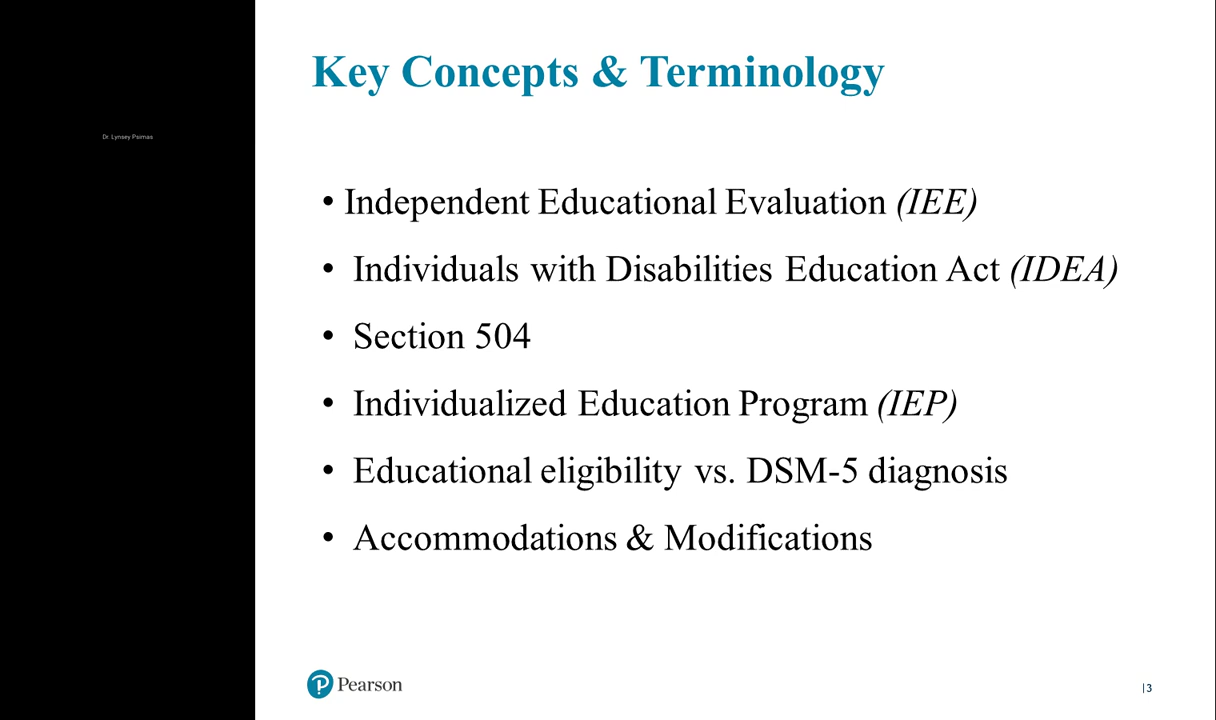 Key Concepts & Terminology
Dr. Lynsey Psimas
• Independent Educational Evaluation (IEE)
• Individuals with Disabilities Education Act (IDEA)
• Section 504
• Individualized Education Program (IEP)
• Educational eligibility vs. DSM-5 diagnosis
• Accommodations & Modifications
Pearson
|3